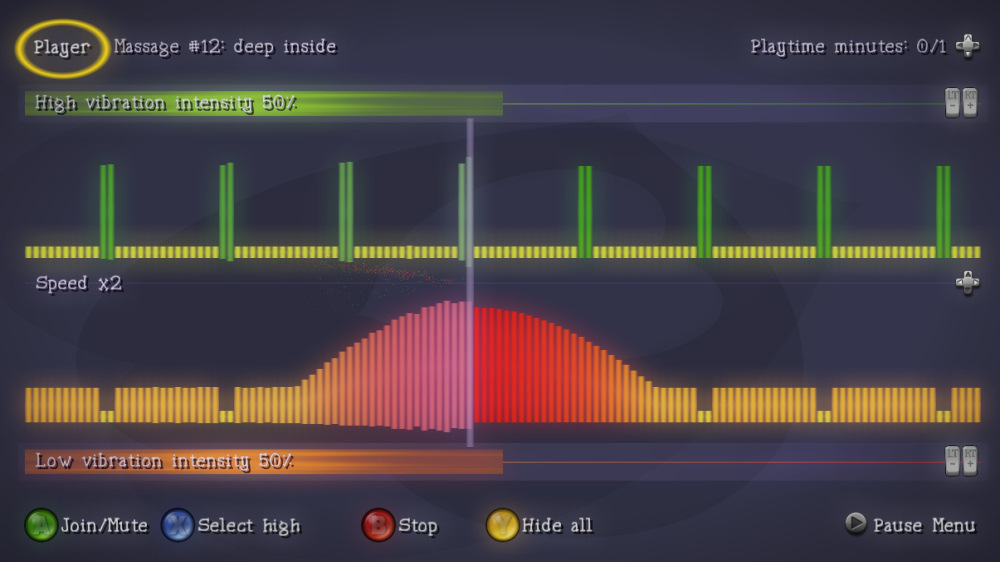 Player Massage #12: deep inside Playtime minutes: 0/1
High vibration intensity 50% LT - RT +
Speed x2
Low vibration intensity 50% LT - RT +
A Join/Mute X Select high B Stop Y Hide all Pause Menu